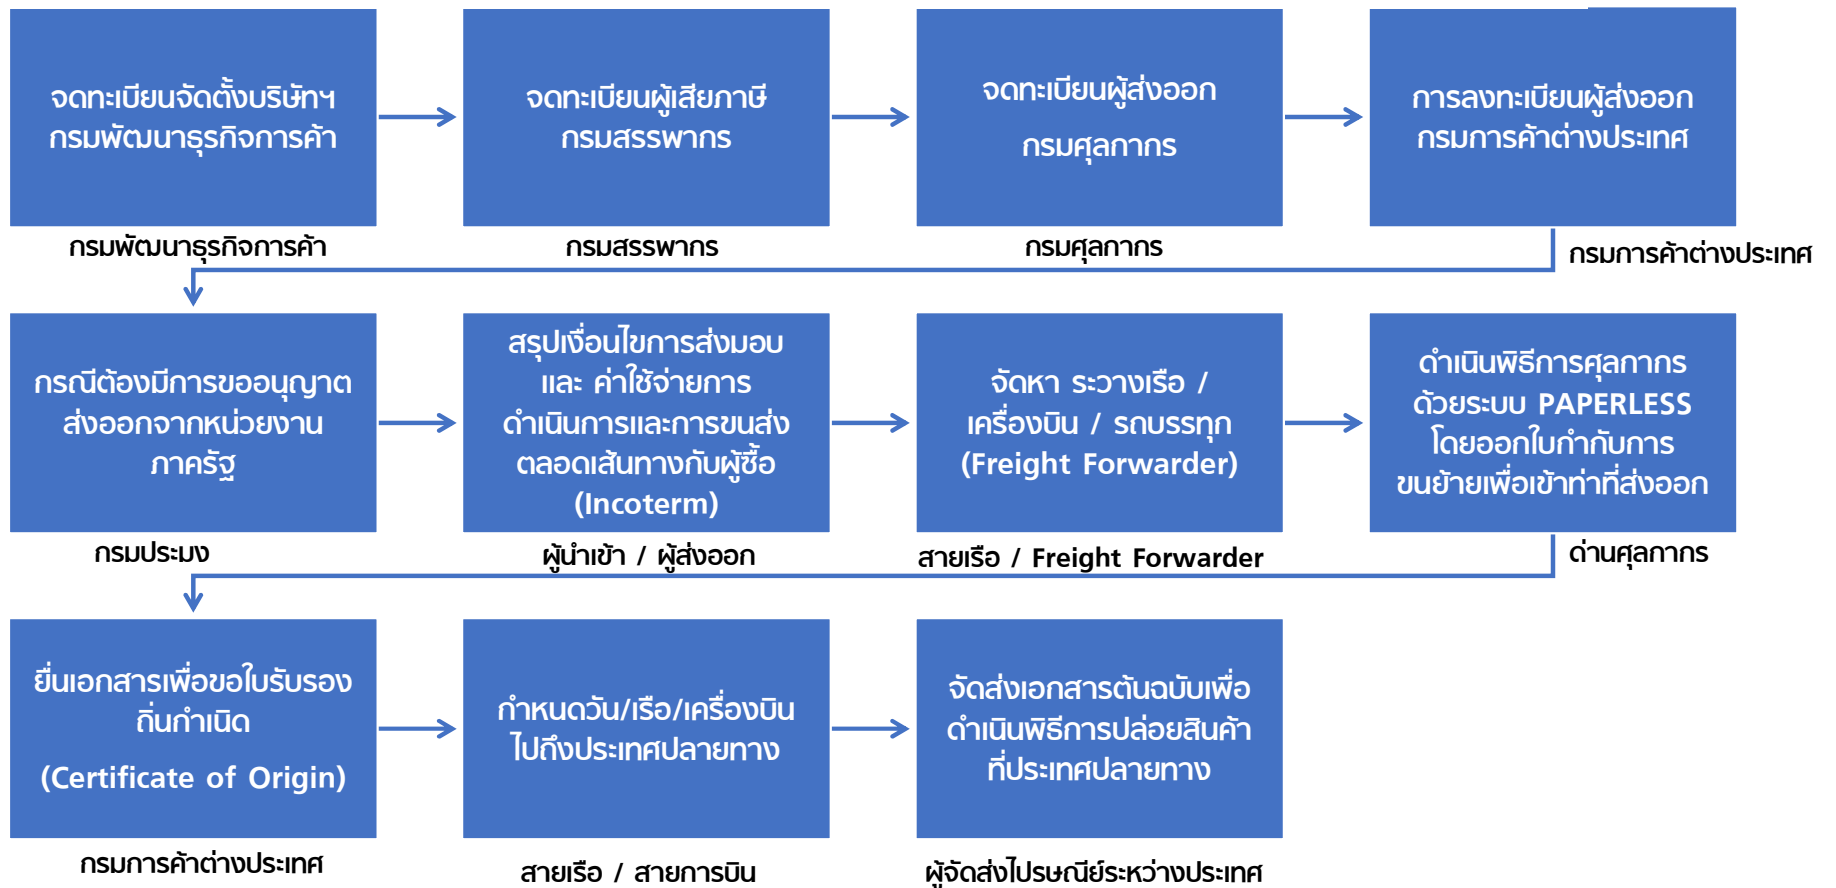 จดทะเบียนจัดตั้งบริษัทฯ
กรมพัฒนาธุรกิจการค้า
กรมพัฒนาธุรกิจการค้า
จดทะเบียนผู้เสียภาษี
กรมสรรพากร
กรมสรรพากร
จดทะเบียนผู้ส่งออก
กรมศุลกากร
กรมศุลกากร
การลงทะเบียนผู้ส่งออก
กรมการค้าต่างประเทศ
กรมการค้าต่างประเทศ
กรณีต้องมีการขออนุญาต
ส่งออกจากหน่วยงาน
ภาครัฐ
กรมประมง
สรุปเงื่อนไขการส่งมอบ
และ ค่าใช้จ่ายการ
ดำเนินการและการขนส่ง
ตลอดเส้นทางกับผู้ซื้อ
(Incoterm)
ผู้นำเข้า / ผู้ส่งออก
จัดหา ระวางเรือ /
เครื่องบิน / รถบรรทุก
(Freight Forwarder)
สายเรือ / Freight Forwarder
ดำเนินพิธีการศุลกากร
ด้วยระบบ PAPERLESS
โดยออกใบกำกับการ
ขนย้ายเพื่อเข้าท่าที่ส่งออก
ด่านศุลกากร
ยื่นเอกสารเพื่อขอใบรับรอง
ถิ่นกำเนิด
(Certificate of Origin)
กรมการค้าต่างประเทศ
กำหนดวัน/เรือ/เครื่องบิน
ไปถึงประเทศปลายทาง
สายเรือ / สายการบิน
จัดส่งเอกสารต้นฉบับเพื่อ
ดำเนินพิธีการปล่อยสินค้า
ที่ประเทศปลายทาง
ผู้จัดส่งไปรษณีย์ระหว่างประเทศ